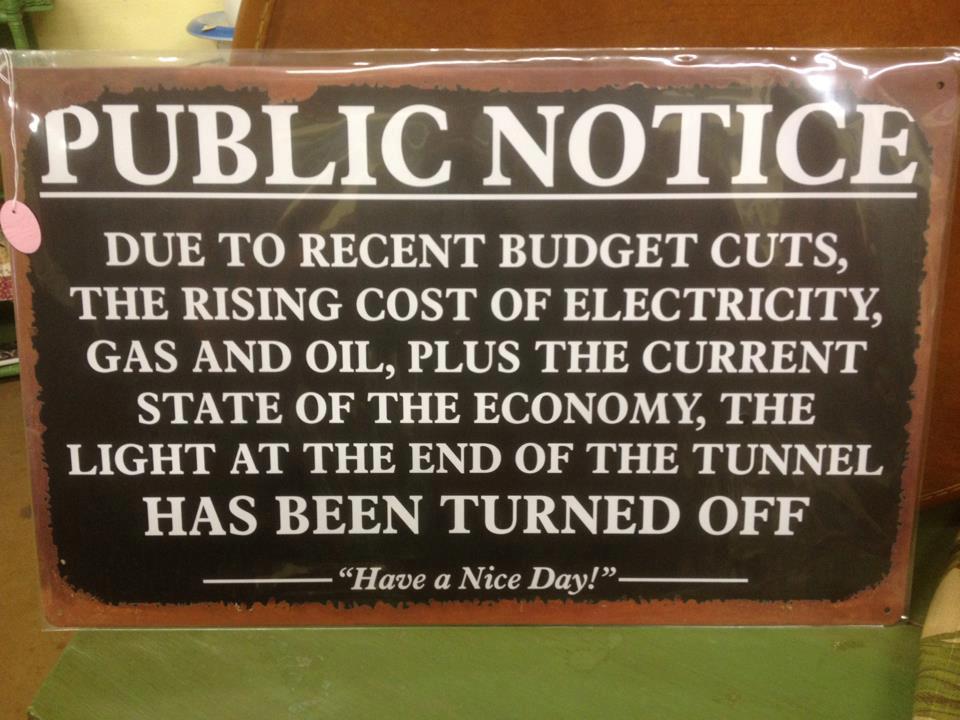 PUBLIC NOTICE
DUE TO RECENT BUDGET CUTS,
THE RISING COST OF ELECTRICITY,
GAS AND OIL, PLUS THE CURRENT
STATE OF THE ECONOMY, THE
LIGHT AT THE END OF THE TUNNEL
HAS BEEN TURNED OFF
“Have a Nice Day!”